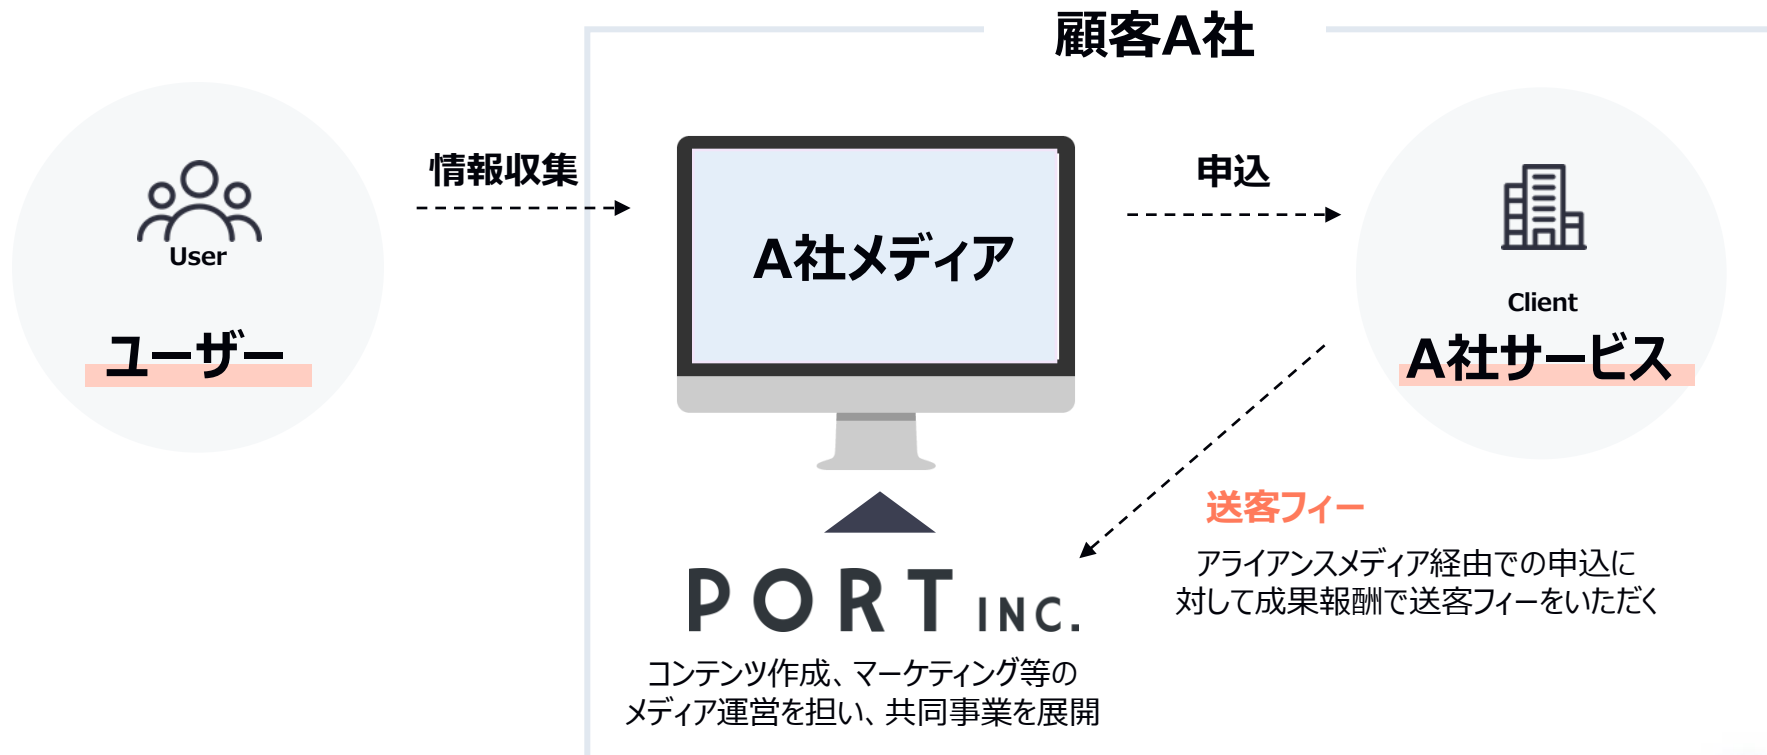 顧客A社
情報収集
申込
User
ユーザー
A社メディア
Client
A社サービス
送客フィー
アライアンスメディア経由での申込に
対して成果報酬で送客フィーをいただく
PORT INC.
コンテンツ作成、マーケティング等の
メディア運営を担い、共同事業を展開